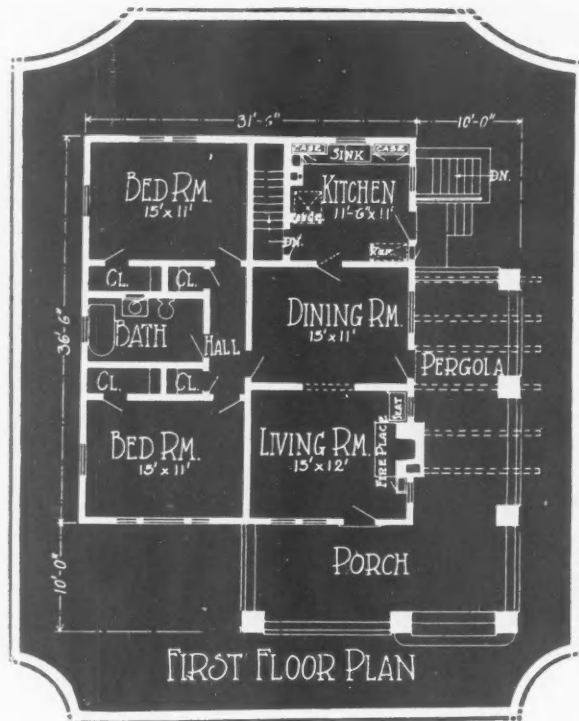 31'-6"
10'-0"
CASE
SINK
CASE
BED RM.
15' x 11'
KITCHEN
11'-6" x 11'
DN.
DN.
REF.
CL.
CL.
36'-6"
BATH
HALL
DINING RM.
15' x 11'
PERGOLA
CL.
CL.
SEAT
BED RM.
15' x 11'
LIVING RM.
15' x 12'
FIRE PLACE
10'-0"
PORCH
FIRST FLOOR PLAN